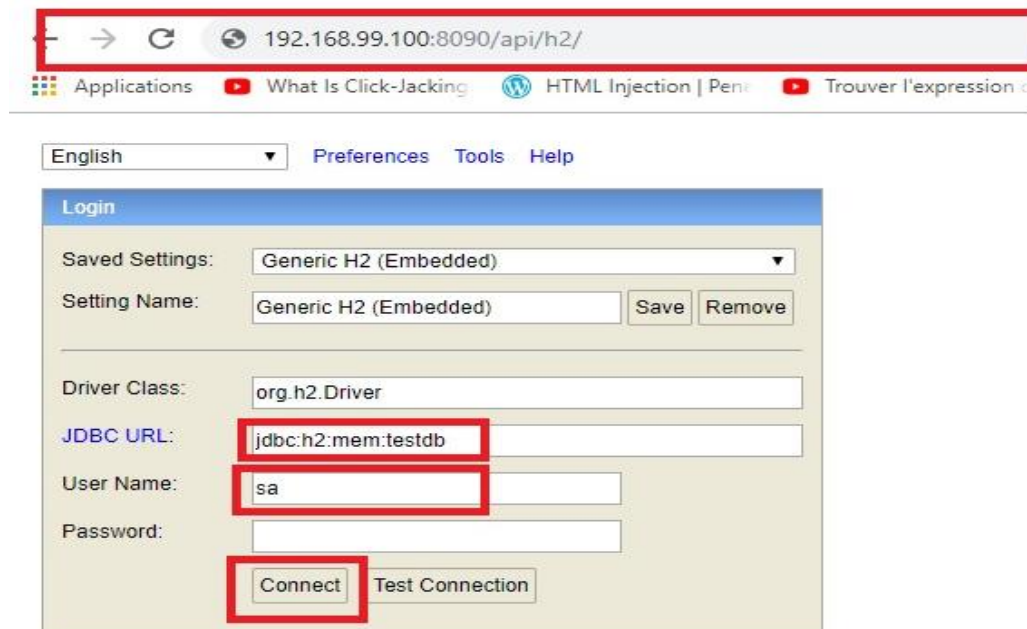 192.168.99.100:8090/api/h2/
Applications What Is Click-Jacking HTML Injection | Pen Trouver l'expression
English Preferences Tools Help
Login
Saved Settings: Generic H2 (Embedded)
Setting Name: Generic H2 (Embedded) Save Remove
Driver Class: org.h2.Driver
JDBC URL: jdbc:h2:mem:testdb
User Name: sa
Password:
Connect Test Connection